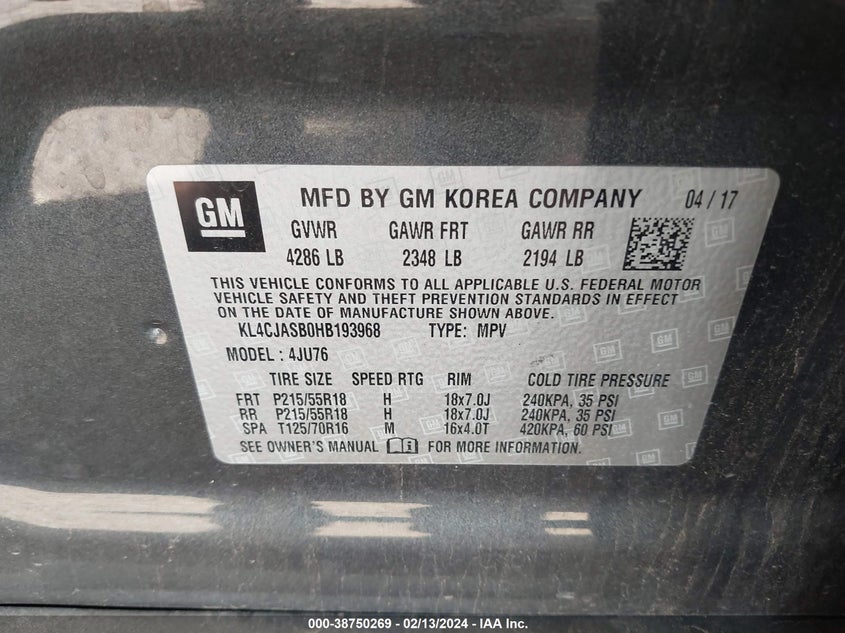 GM MFD BY GM KOREA COMPANY 04 / 17
GVWR GAWR FRT GAWR RR
4286 LB 2348 LB 2194 LB
THIS VEHICLE CONFORMS TO ALL APPLICABLE U.S. FEDERAL MOTOR
VEHICLE SAFETY AND THEFT PREVENTION STANDARDS IN EFFECT
ON THE DATE OF MANUFACTURE SHOWN ABOVE.
KL4CJASB0HB193968 TYPE: MPV
MODEL : 4JU76
TIRE SIZE SPEED RTG RIM COLD TIRE PRESSURE
FRT P215/55R18 H 18x7.0J 240KPA, 35 PSI
RR P215/55R18 H 18x7.0J 240KPA, 35 PSI
SPA T125/70R16 M 16x4.0T 420KPA, 60 PSI
SEE OWNER'S MANUAL FOR MORE INFORMATION.
000-38750269 - 02/13/2024 - IAA Inc.